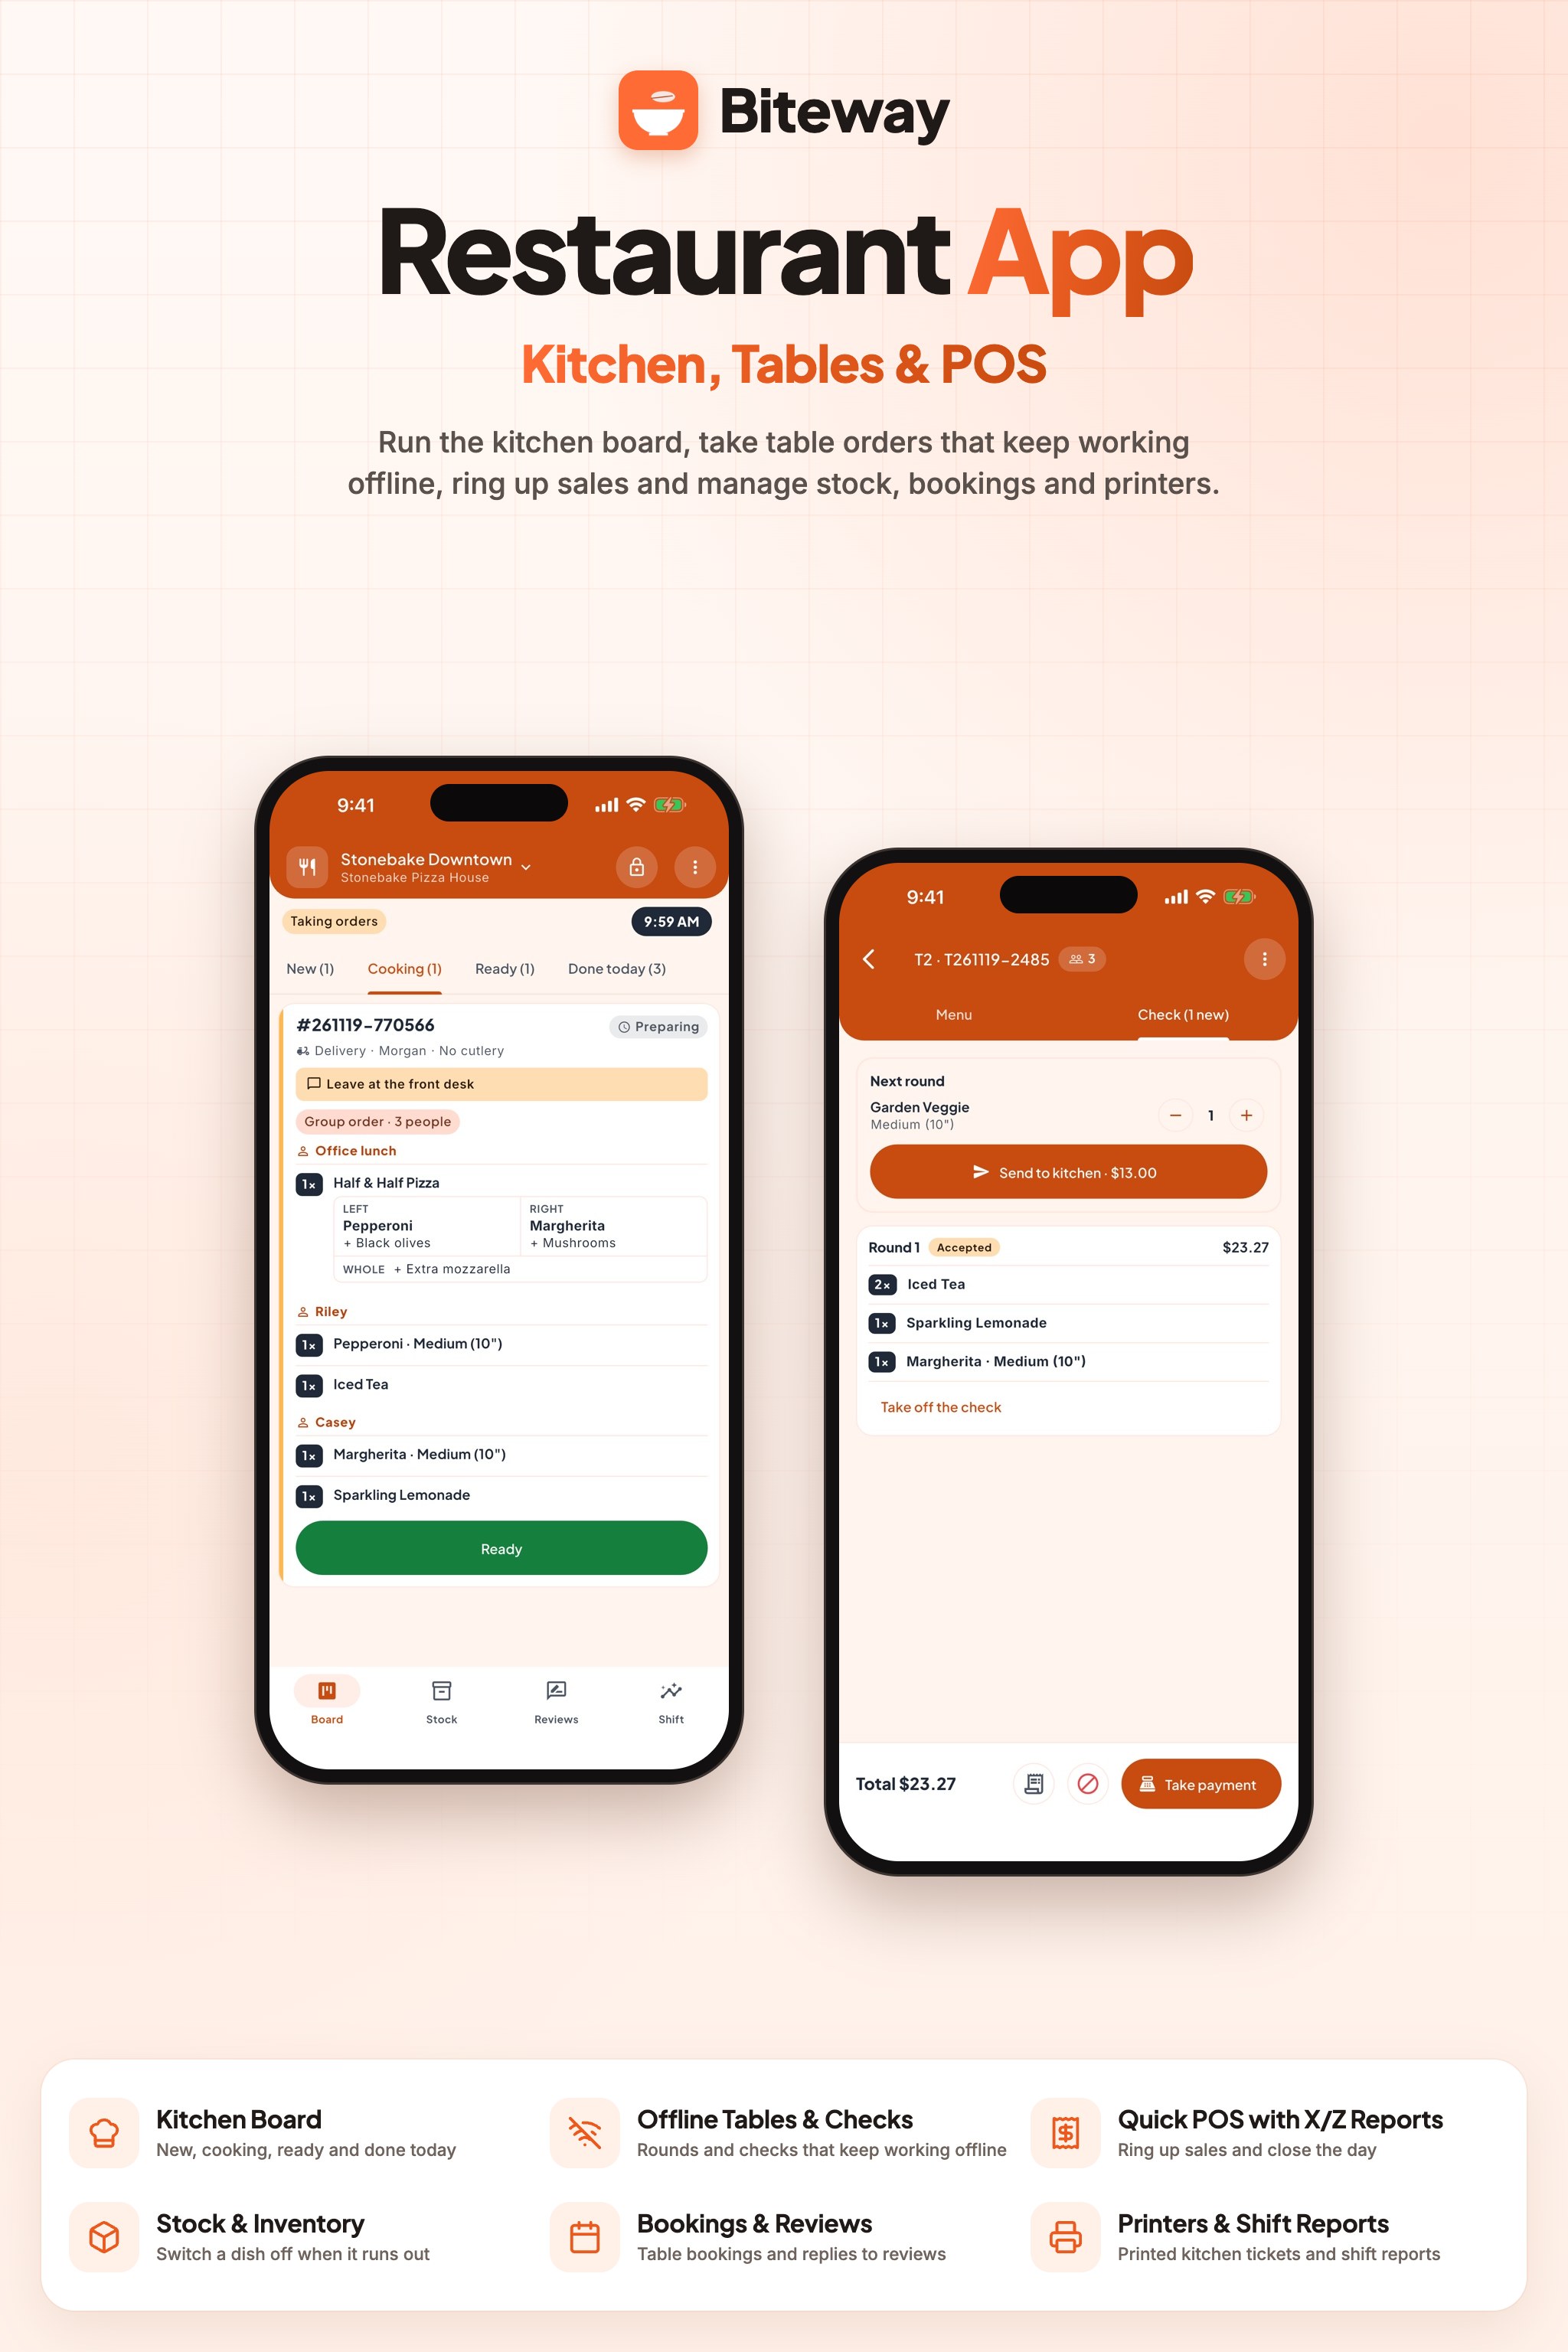 Biteway
Restaurant App
Kitchen, Tables & POS
Run the kitchen board, take table orders that keep working
offline, ring up sales and manage stock, bookings and printers.
9:41
Stonebake Downtown
Stonebake Pizza House
Taking orders
9:59 AM
New (1)
Cooking (1)
Ready (1)
Done today (3)
#261119-770566
Preparing
Delivery · Morgan · No cutlery
Leave at the front desk
Group order · 3 people
Office lunch
1×
Half & Half Pizza
LEFT
Pepperoni
+ Black olives
RIGHT
Margherita
+ Mushrooms
WHOLE + Extra mozzarella
Riley
1× Pepperoni · Medium (10")
1× Iced Tea
Casey
1× Margherita · Medium (10")
1× Sparkling Lemonade
Ready
Board
Stock
Reviews
Shift
9:41
T2 · T261119-2485
3
Menu
Check (1 new)
Next round
Garden Veggie
Medium (10")
1
Send to kitchen · $13.00
Round 1
Accepted
$23.27
2× Iced Tea
1× Sparkling Lemonade
1× Margherita · Medium (10")
Take off the check
Total $23.27
Take payment
Kitchen Board
New, cooking, ready and done today
Offline Tables & Checks
Rounds and checks that keep working offline
Quick POS with X/Z Reports
Ring up sales and close the day
Stock & Inventory
Switch a dish off when it runs out
Bookings & Reviews
Table bookings and replies to reviews
Printers & Shift Reports
Printed kitchen tickets and shift reports